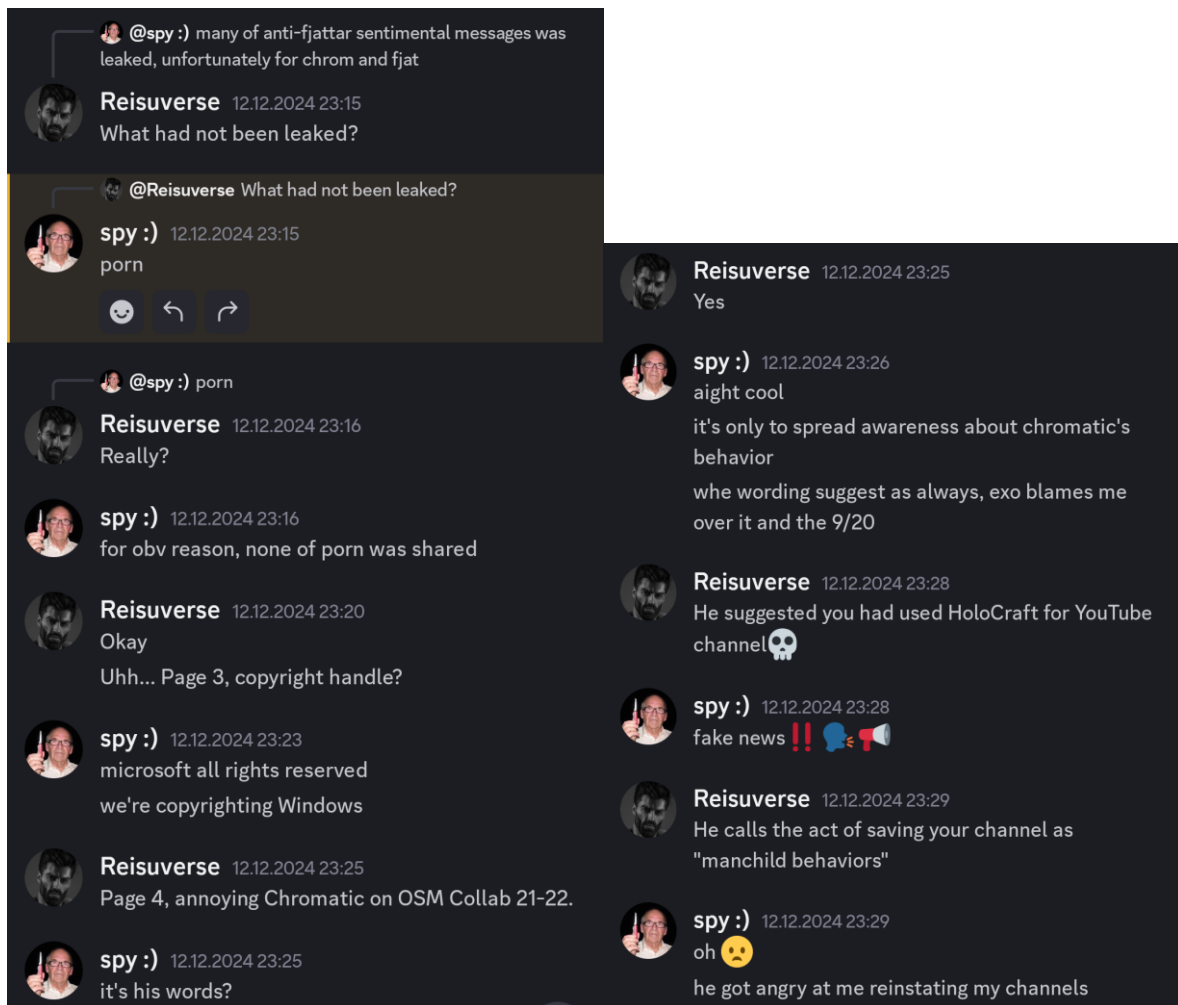 @spy :) many of anti-fjattar sentimental messages was
leaked, unfortunately for chrom and fjat
Reisuverse 12.12.2024 23:15
What had not been leaked?
@Reisuverse What had not been leaked?
spy :) 12.12.2024 23:15
porn
@spy :) porn
Reisuverse 12.12.2024 23:16
Really?
spy :) 12.12.2024 23:16
for obv reason, none of porn was shared
Reisuverse 12.12.2024 23:20
Okay
Uhh... Page 3, copyright handle?
spy :) 12.12.2024 23:23
microsoft all rights reserved
we're copyrighting Windows
Reisuverse 12.12.2024 23:25
Page 4, annoying Chromatic on OSM Collab 21-22.
spy :) 12.12.2024 23:25
it's his words?
Reisuverse 12.12.2024 23:25
Yes
spy :) 12.12.2024 23:26
aight cool
it's only to spread awareness about chromatic's
behavior
whe wording suggest as always, exo blames me
over it and the 9/20
Reisuverse 12.12.2024 23:28
He suggested you had used HoloCraft for YouTube
channel💀
spy :) 12.12.2024 23:28
fake news‼️🗣️📢
Reisuverse 12.12.2024 23:29
He calls the act of saving your channel as
"manchild behaviors"
spy :) 12.12.2024 23:29
oh 😦
he got angry at me reinstating my channels